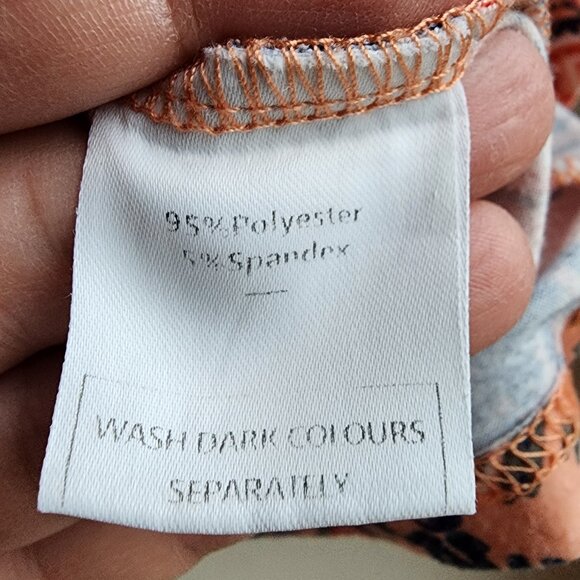 95% Polyester
5% Spandex
WASH DARK COLOURS
SEPARATELY